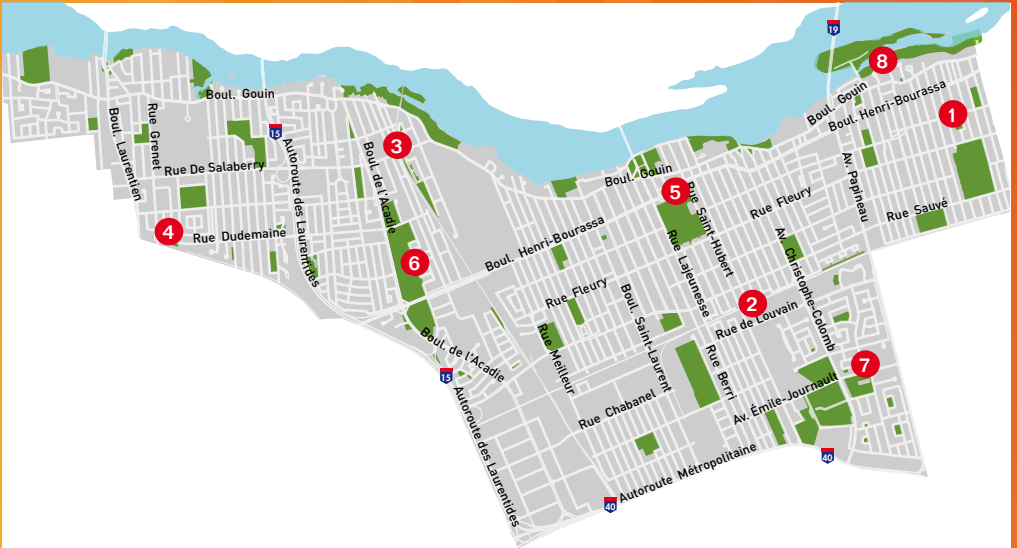 19
8
Boul. Gouin
Boul. Gouin
Boul. Henri-Bourassa
1
Boul. Laurentien
Rue Grenet
15
3
Autoroute des Laurentides
Boul. de l'Acadie
Rue De Salaberry
Boul. Gouin
5
Av. Papineau
Rue Saint-Hubert
Rue Fleury
Rue Sauvé
4
Rue Dudemaine
Boul. Henri-Bourassa
Rue Lajeunesse
Av. Christophe-Colomb
6
Rue Fleury
Boul. Saint-Laurent
2
Rue de Louvain
Boul. de l'Acadie
Rue Meilleur
Rue Berri
7
15
Autoroute des Laurentides
Rue Chabanel
Av. Émile-Journault
40
Autoroute Métropolitaine
40